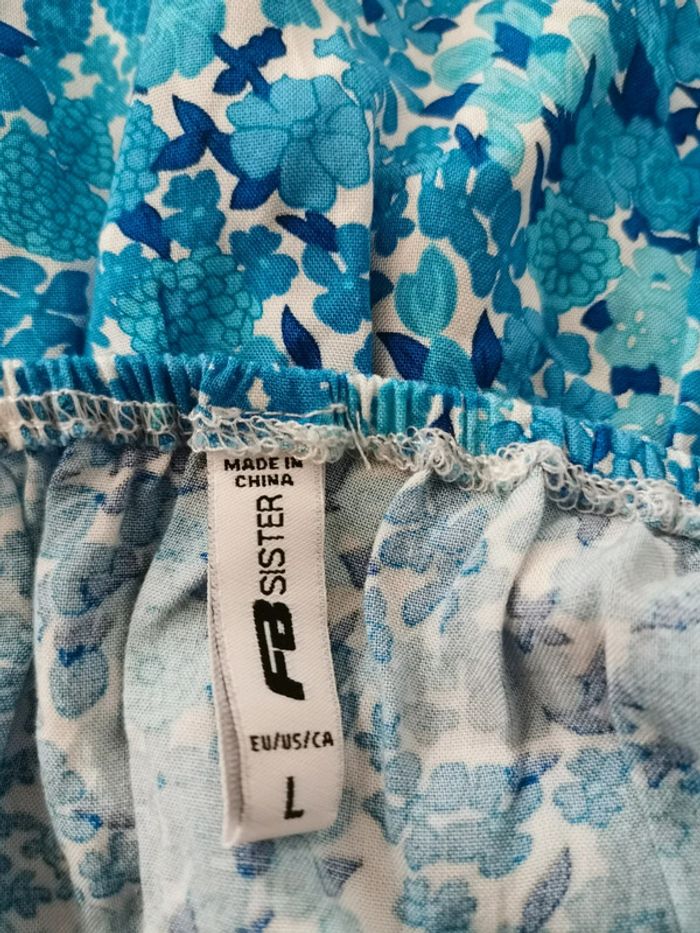 MADE IN
CHINA
FB SISTER
EU/US/CA
L